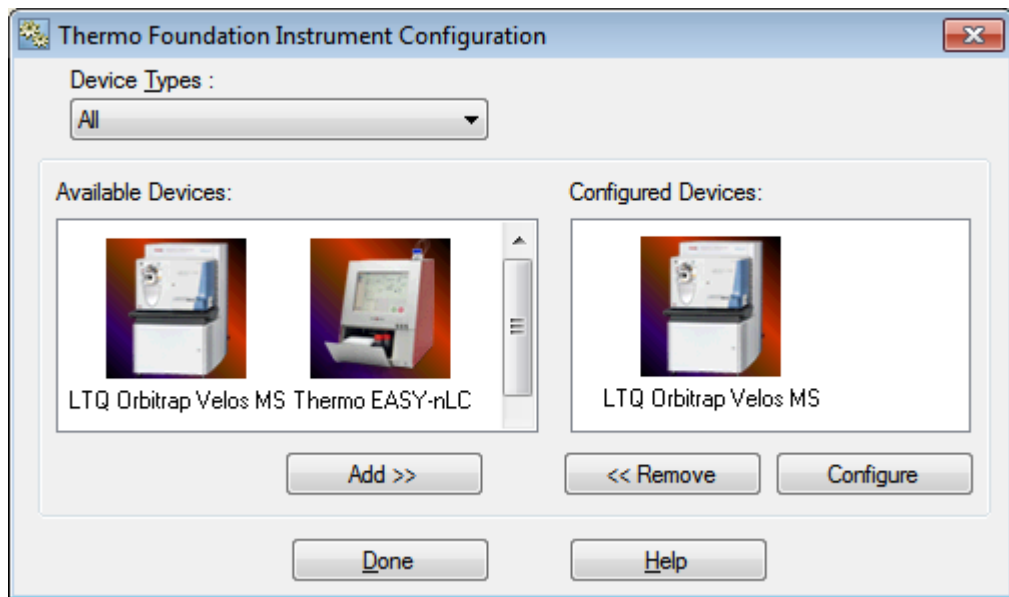 Thermo Foundation Instrument Configuration
Device Types :
All
Available Devices:
Configured Devices:
LTQ Orbitrap Velos MS Thermo EASY-nLC
LTQ Orbitrap Velos MS
Add >>
<< Remove
Configure
Done
Help